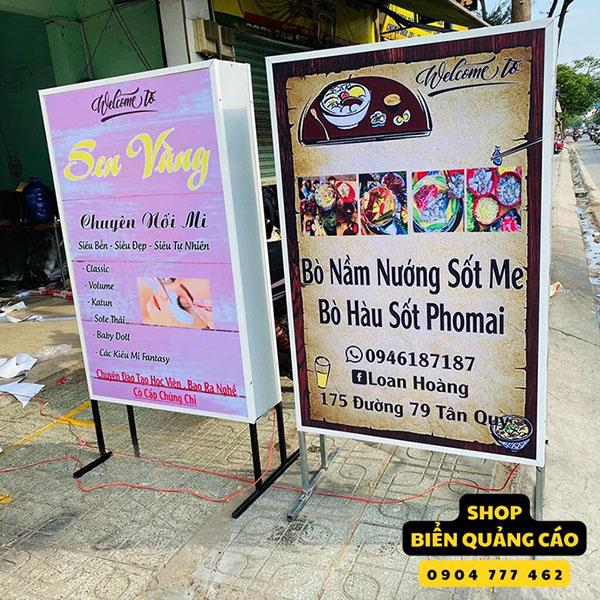 Welcome to
Sen Vàng
Chuyên Nối Mi
Siêu Bền - Siêu Đẹp - Siêu Tự Nhiên
- Classic
- Volume
- Katun
- Sole Thái
- Baby Doll
- Các Kiểu Mi Fantasy
Chuyên Đào Tạo Học Viên , Bao Ra Nghề
Có Cấp Chứng Chỉ
Welcome to
Bò Nầm Nướng Sốt Me
Bò Hàu Sốt Phomai
0946187187
Loan Hoàng
175 Đường 79 Tân Quy
SHOP
BIỂN QUẢNG CÁO
0904 777 462